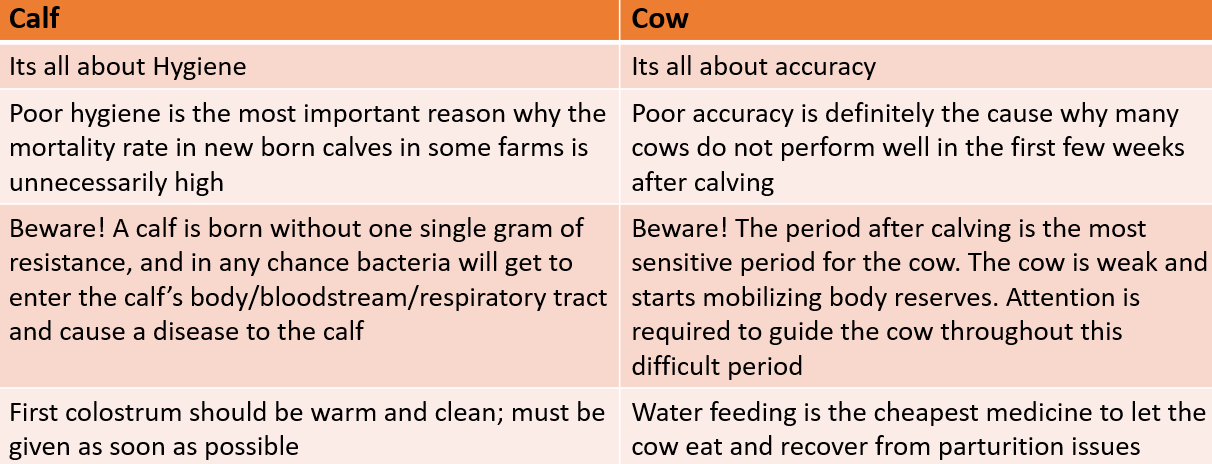 Calf
Cow
Its all about Hygiene
Its all about accuracy
Poor hygiene is the most important reason why the
mortality rate in new born calves in some farms is
unnecessarily high
Poor accuracy is definitely the cause why many
cows do not perform well in the first few weeks
after calving
Beware! A calf is born without one single gram of
resistance, and in any chance bacteria will get to
enter the calf’s body/bloodstream/respiratory tract
and cause a disease to the calf
Beware! The period after calving is the most
sensitive period for the cow. The cow is weak and
starts mobilizing body reserves. Attention is
required to guide the cow throughout this
difficult period
First colostrum should be warm and clean; must be
given as soon as possible
Water feeding is the cheapest medicine to let the
cow eat and recover from parturition issues